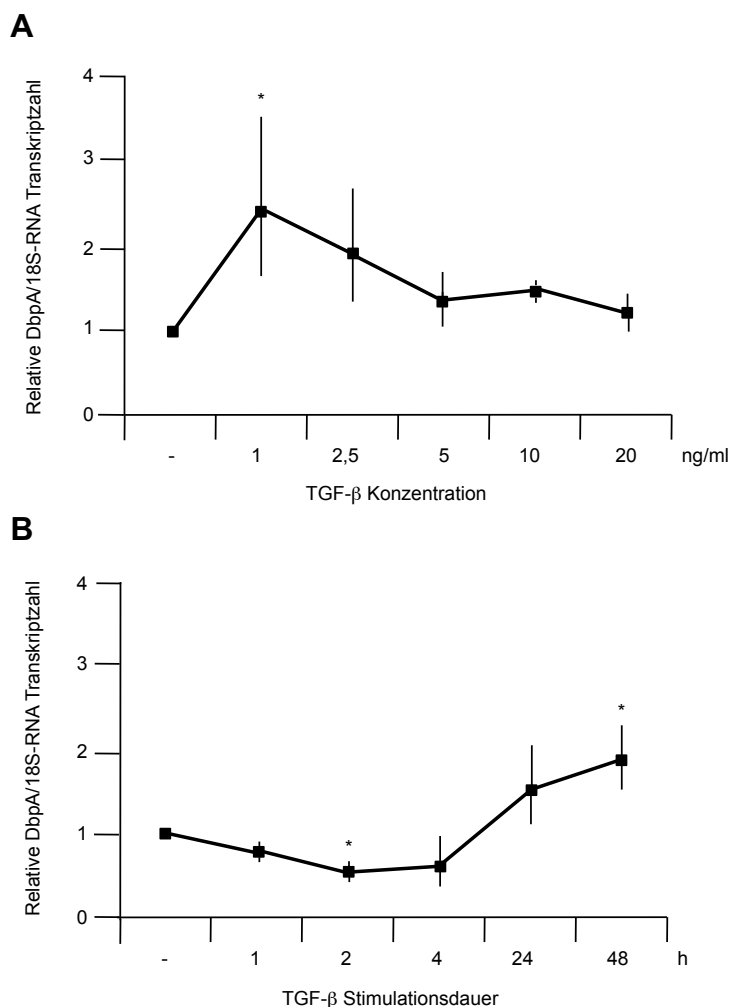 A
Relative DbpA/18S-RNA Transkriptzahl
4
*
3
2
1
0
- 1 2,5 5 10 20 ng/ml
TGF-β Konzentration
B
Relative DbpA/18S-RNA Transkriptzahl
4
3
*
2
1
*
0
- 1 2 4 24 48 h
TGF-β Stimulationsdauer